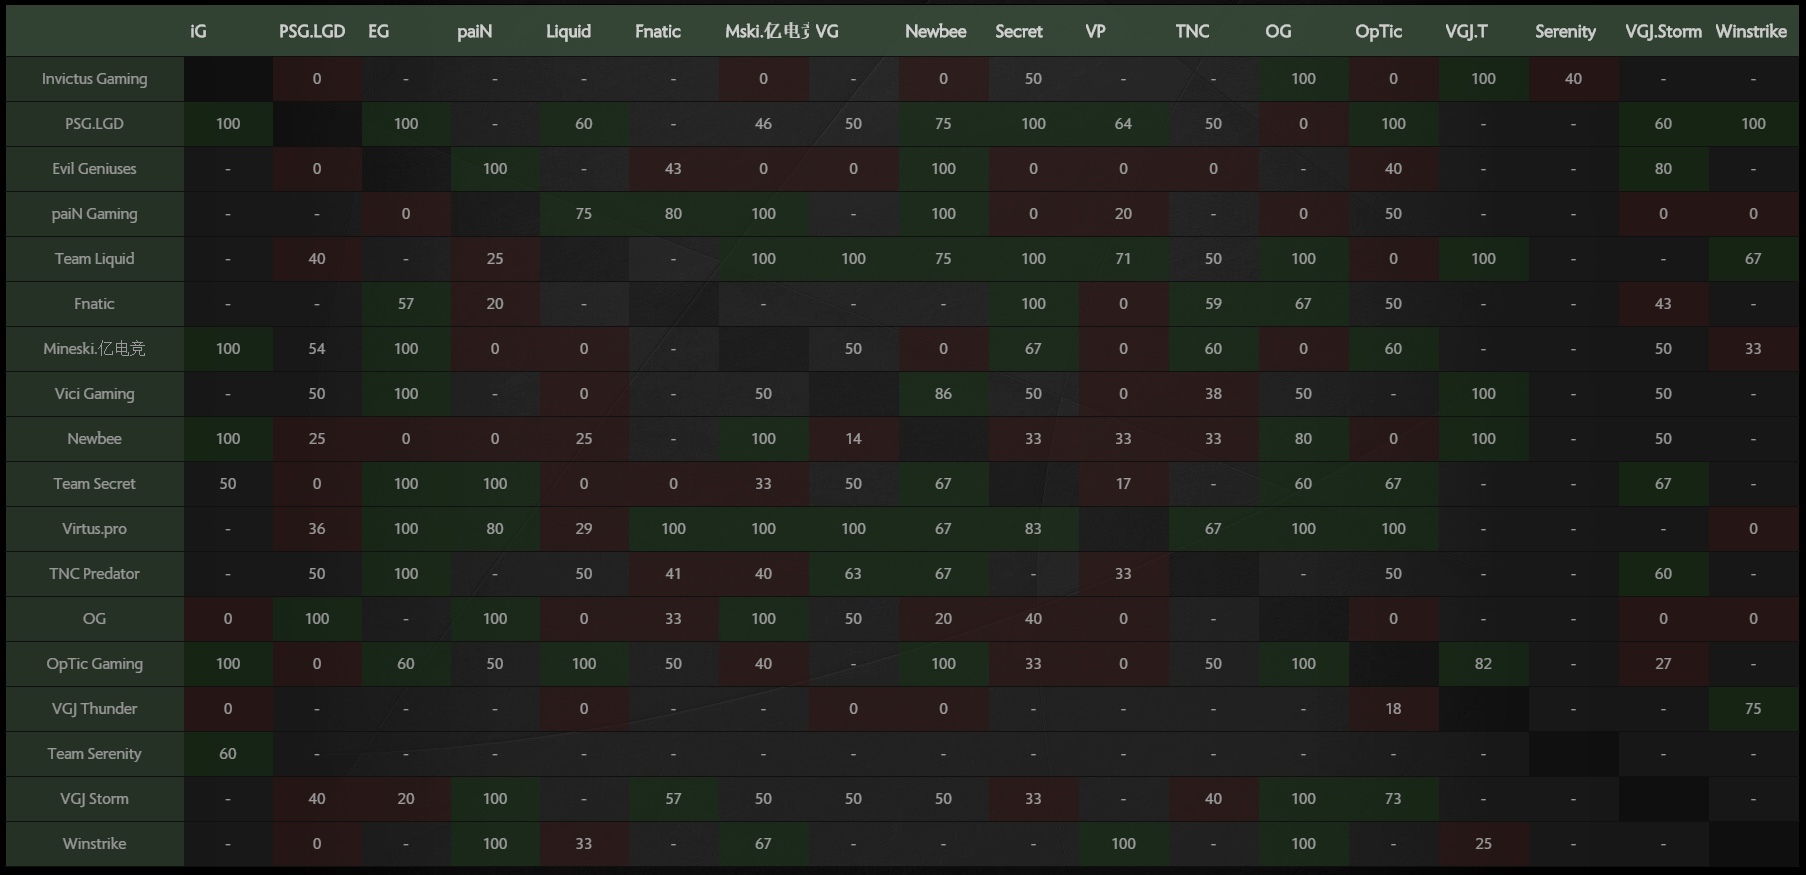 iG PSG.LGD EG paiN Liquid Fnatic Mski.亿电竞 VG Newbee Secret VP TNC OG OpTic VGJ.T Serenity VGJ.Storm Winstrike
Invictus Gaming 0 - - - - 0 - 0 50 - - 100 0 100 40 - -
PSG.LGD 100 100 - 60 - 46 50 75 100 64 50 0 100 - - 60 100
Evil Geniuses - 0 100 - 43 0 0 100 0 0 0 - 40 - - 80 -
paiN Gaming - - 0 75 80 100 - 100 0 20 - 0 50 - - 0 0
Team Liquid - 40 - 25 - 100 100 75 100 71 50 100 0 100 - - 67
Fnatic - - 57 20 - - - - 100 0 59 67 50 - - 43 -
Mineski.亿电竞 100 54 100 0 0 - 50 0 67 0 60 0 60 - - 50 33
Vici Gaming - 50 100 - 0 - 50 86 50 0 38 50 - 100 - 50 -
Newbee 100 25 0 0 25 - 100 14 33 33 33 80 0 100 - 50 -
Team Secret 50 0 100 100 0 0 33 50 67 17 - 60 67 - - 67 -
Virtus.pro - 36 100 80 29 100 100 100 67 83 67 100 100 - - - 0
TNC Predator - 50 100 - 50 41 40 63 67 - 33 - 50 - - 60 -
OG 0 100 - 100 0 33 100 50 20 40 0 - 0 - - 0 0
OpTic Gaming 100 0 60 50 100 50 40 - 100 33 0 50 100 82 - 27 -
VGJ Thunder 0 - - - 0 - - 0 0 - - - - 18 - - 75
Team Serenity 60 - - - - - - - - - - - - - - - -
VGJ Storm - 40 20 100 - 57 50 50 50 33 - 40 100 73 - - -
Winstrike - 0 - 100 33 - 67 - - - 100 - 100 - 25 - -